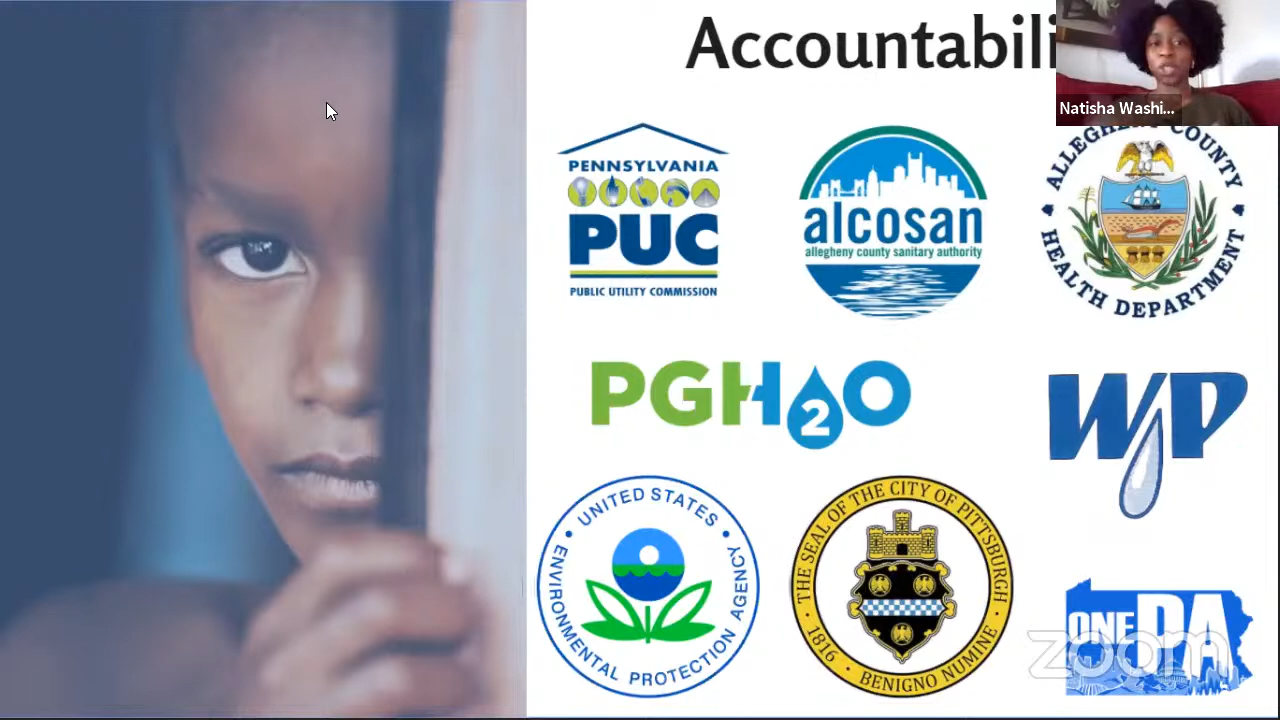 Accountabili
Natisha Washi...
PENNSYLVANIA
PUC
PUBLIC UTILITY COMMISSION
alcosan
allegheny county sanitary authority
ALLEGHENY COUNTY
HEALTH DEPARTMENT
PGH2O
WP
UNITED STATES
ENVIRONMENTAL PROTECTION AGENCY
THE SEAL OF THE CITY OF PITTSBURGH
1816 • BENIGNO NUMINE
ONE PA
zoom